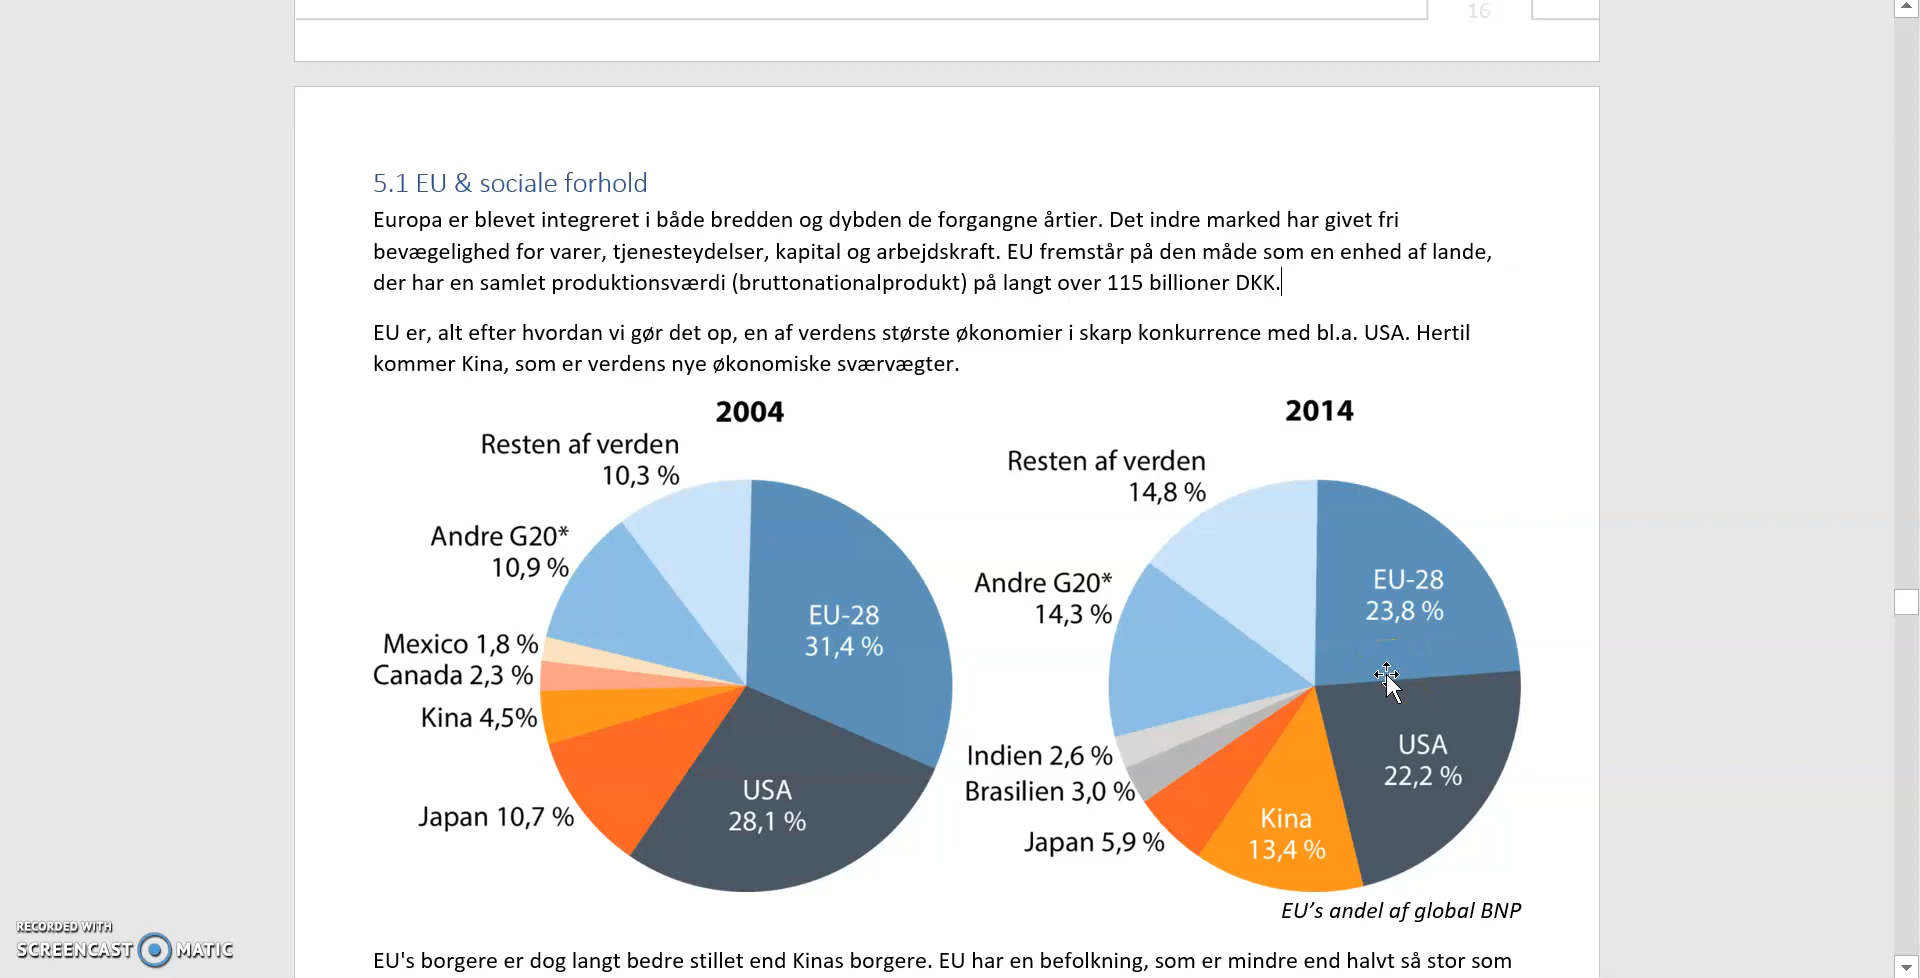 16
5.1 EU & sociale forhold
Europa er blevet integreret i både bredden og dybden de forgangne årtier. Det indre marked har givet fri
bevægelighed for varer, tjenesteydelser, kapital og arbejdskraft. EU fremstår på den måde som en enhed af lande,
der har en samlet produktionsværdi (bruttonationalprodukt) på langt over 115 billioner DKK.
EU er, alt efter hvordan vi gør det op, en af verdens største økonomier i skarp konkurrence med bl.a. USA. Hertil
kommer Kina, som er verdens nye økonomiske sværvægter.
2004
Resten af verden
10,3 %
Andre G20*
10,9 %
Mexico 1,8 %
Canada 2,3 %
Kina 4,5%
Japan 10,7 %
EU-28
31,4 %
USA
28,1 %
2014
Resten af verden
14,8 %
Andre G20*
14,3 %
Indien 2,6 %
Brasilien 3,0 %
Japan 5,9 %
Kina
13,4 %
EU-28
23,8 %
USA
22,2 %
EU’s andel af global BNP
EU's borgere er dog langt bedre stillet end Kinas borgere. EU har en befolkning, som er mindre end halvt så stor som
RECORDED WITH
SCREENCAST MATIC